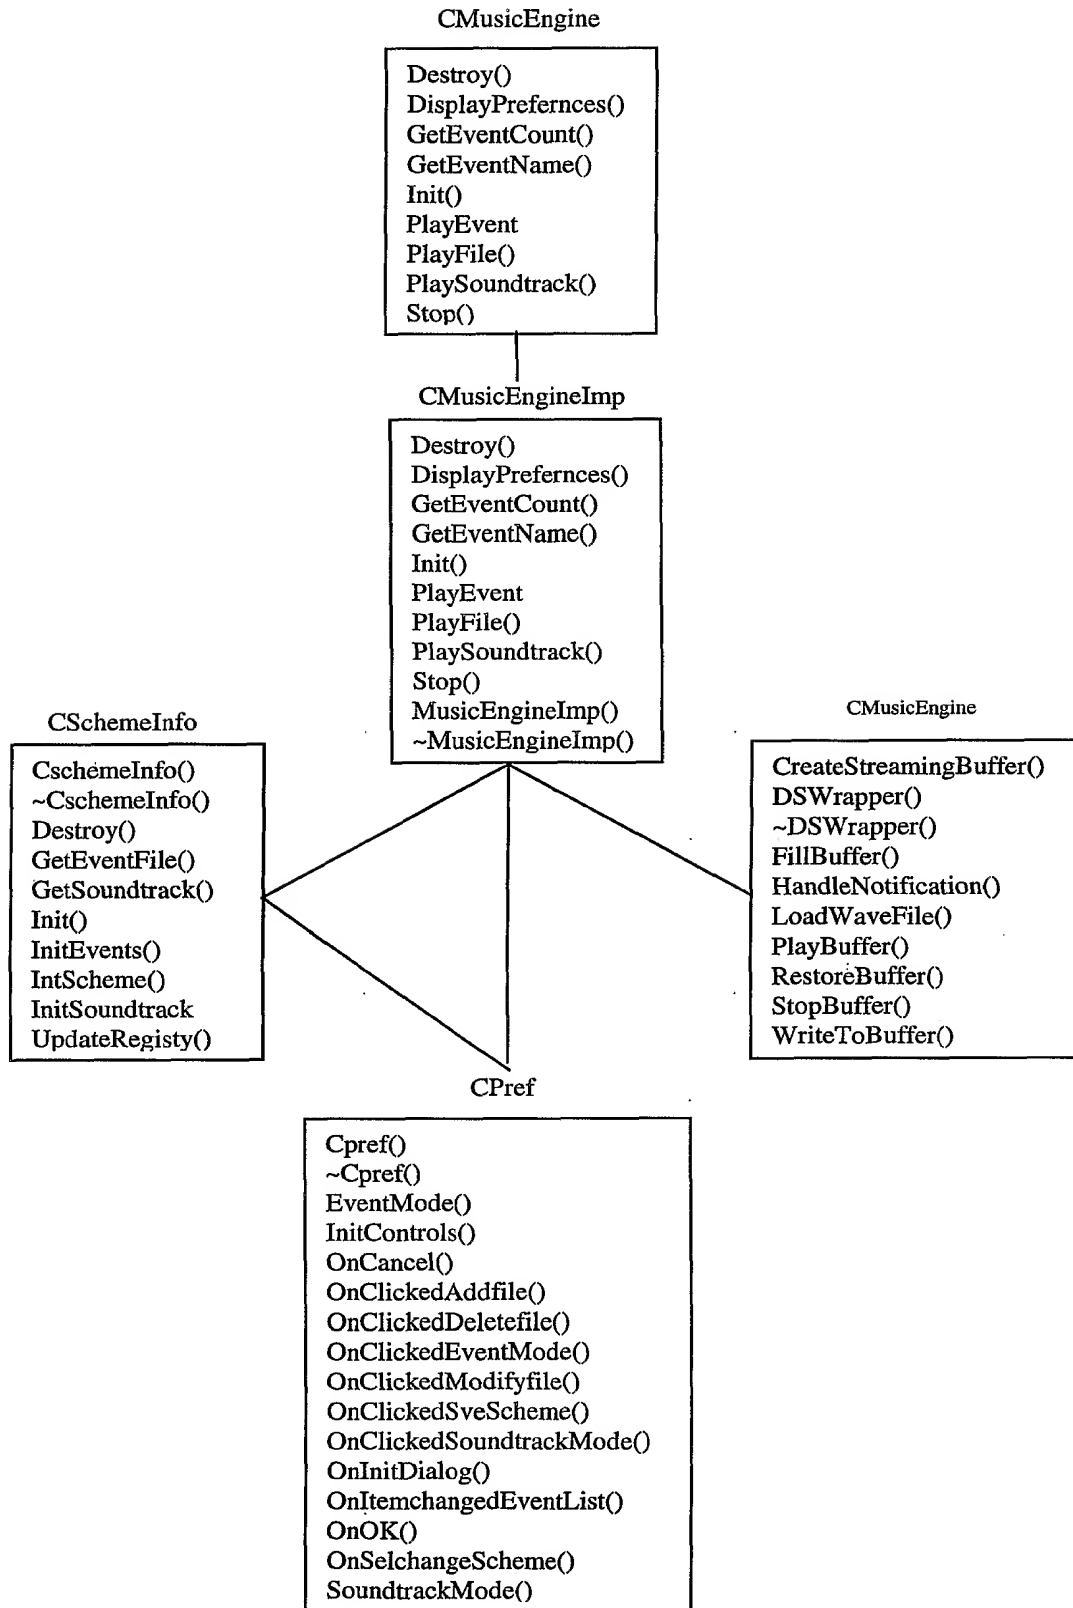 CMusicEngine
Destroy()
DisplayPrefernces()
GetEventCount()
GetEventName()
Init()
PlayEvent
PlayFile()
PlaySoundtrack()
Stop()
CMusicEngineImp
Destroy()
DisplayPrefernces()
GetEventCount()
GetEventName()
Init()
PlayEvent
PlayFile()
PlaySoundtrack()
Stop()
MusicEngineImp()
~MusicEngineImp()
CSchemeInfo
CschemeInfo()
~CschemeInfo()
Destroy()
GetEventFile()
GetSoundtrack()
Init()
InitEvents()
IntScheme()
InitSoundtrack
UpdateRegisty()
CMusicEngine
CreateStreamingBuffer()
DSWrapper()
~DSWrapper()
FillBuffer()
HandleNotification()
LoadWaveFile()
PlayBuffer()
RestoreBuffer()
StopBuffer()
WriteToBuffer()
CPref
Cpref()
~Cpref()
EventMode()
InitControls()
OnCancel()
OnClickedAddfile()
OnClickedDeletefile()
OnClickedEventMode()
OnClickedModifyfile()
OnClickedSveScheme()
OnClickedSoundtrackMode()
OnInitDialog()
OnItemchangedEventList()
OnOK()
OnSelchangeScheme()
SoundtrackMode()